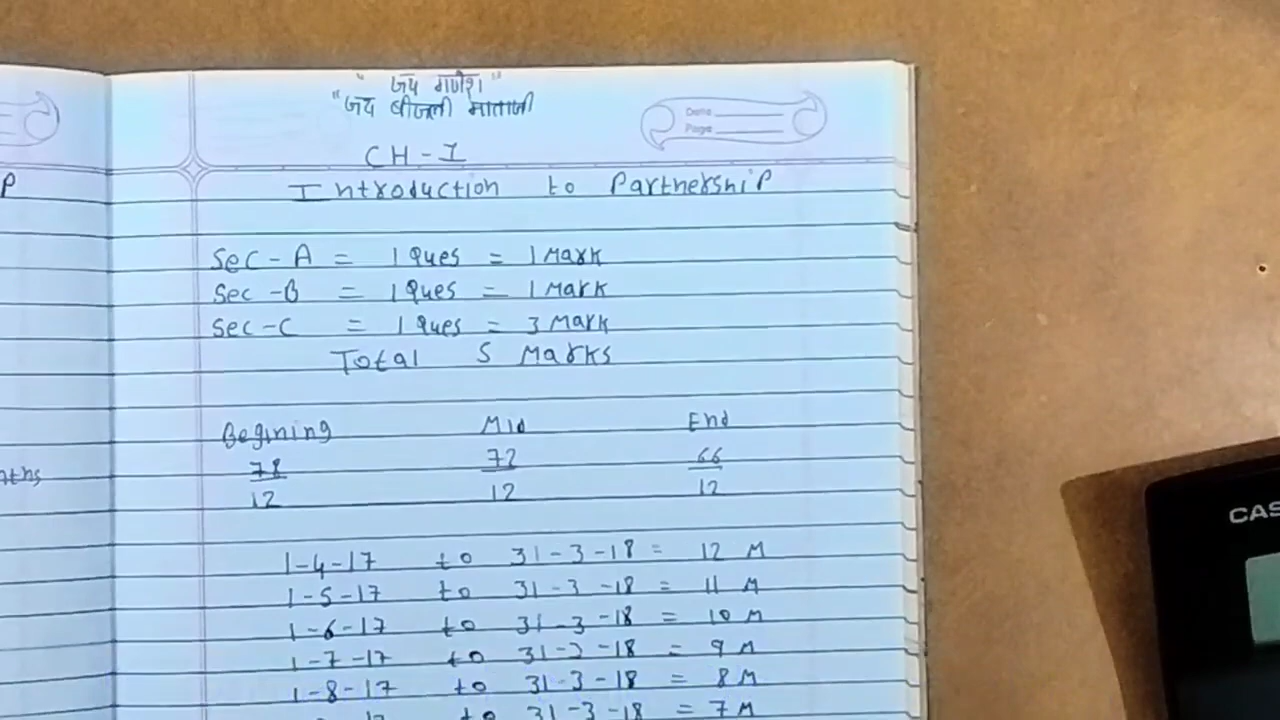 P
nths
"जय गणेश"
"जय बीजली माताजी
Date
Page
CH-I
Introduction to Partnership
Sec-A = 1 Ques = 1 Mark
Sec-B = 1 Ques = 1 Mark
Sec-C = 1 Ques = 3 Mark
Total 5 Marks
Begining Mid End
78 72 66
12 12 12
1-4-17 to 31-3-18 = 12 M
1-5-17 to 31-3-18 = 11 M
1-6-17 to 31-3-18 = 10 M
1-7-17 to 31-3-18 = 9 M
1-8-17 to 31-3-18 = 8 M
17 to 31-3-18 = 7 M
CAS